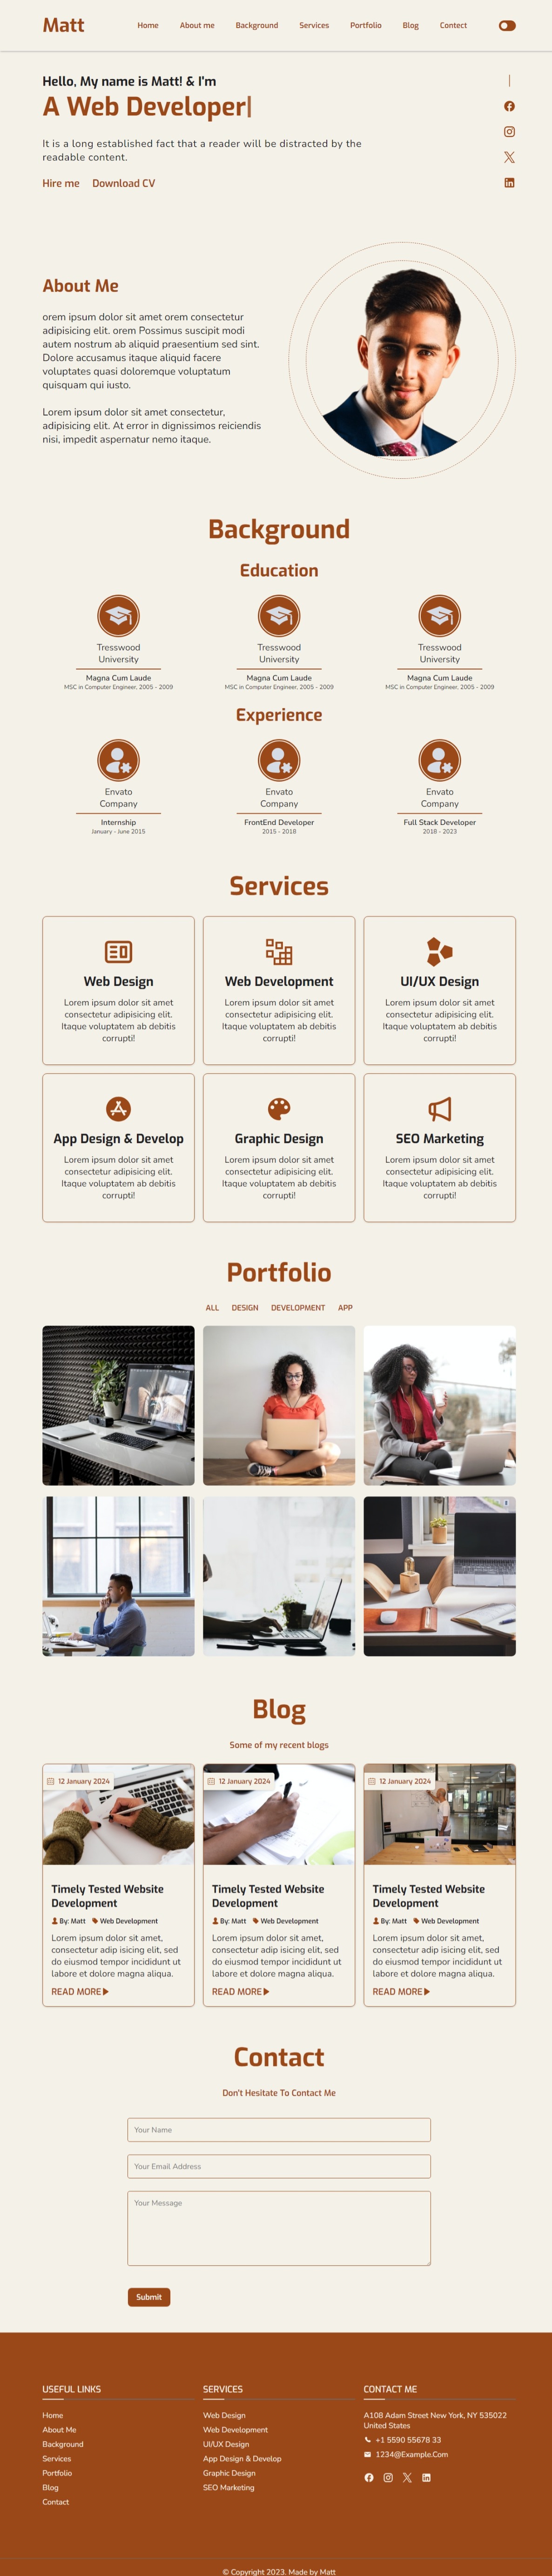 Matt
Home About me Background Services Portfolio Blog Contect
Hello, My name is Matt! & I'm
A Web Developer|
It is a long established fact that a reader will be distracted by the
readable content.
Hire me Download CV
About Me
orem ipsum dolor sit amet orem consectetur
adipisicing elit. orem Possimus suscipit modi
autem nostrum ab aliquid praesentium sed sint.
Dolore accusamus itaque aliquid facere
voluptates quasi doloremque voluptatum
quisquam qui iusto.
Lorem ipsum dolor sit amet consectetur,
adipisicing elit. At error in dignissimos reiciendis
nisi, impedit aspernatur nemo itaque.
Background
Education
Tresswood
University
Magna Cum Laude
MSC in Computer Engineer, 2005 - 2009
Tresswood
University
Magna Cum Laude
MSC in Computer Engineer, 2005 - 2009
Tresswood
University
Magna Cum Laude
MSC in Computer Engineer, 2005 - 2009
Experience
Envato
Company
Internship
January - June 2015
Envato
Company
FrontEnd Developer
2015 - 2018
Envato
Company
Full Stack Developer
2018 - 2023
Services
Web Design
Lorem ipsum dolor sit amet
consectetur adipisicing elit.
Itaque voluptatem ab debitis
corrupti!
Web Development
Lorem ipsum dolor sit amet
consectetur adipisicing elit.
Itaque voluptatem ab debitis
corrupti!
UI/UX Design
Lorem ipsum dolor sit amet
consectetur adipisicing elit.
Itaque voluptatem ab debitis
corrupti!
App Design & Develop
Lorem ipsum dolor sit amet
consectetur adipisicing elit.
Itaque voluptatem ab debitis
corrupti!
Graphic Design
Lorem ipsum dolor sit amet
consectetur adipisicing elit.
Itaque voluptatem ab debitis
corrupti!
SEO Marketing
Lorem ipsum dolor sit amet
consectetur adipisicing elit.
Itaque voluptatem ab debitis
corrupti!
Portfolio
ALL DESIGN DEVELOPMENT APP
Blog
Some of my recent blogs
12 January 2024
Timely Tested Website
Development
By: Matt Web Development
Lorem ipsum dolor sit amet,
consectetur adip isicing elit, sed
do eiusmod tempor incididunt ut
labore et dolore magna aliqua.
READ MORE
12 January 2024
Timely Tested Website
Development
By: Matt Web Development
Lorem ipsum dolor sit amet,
consectetur adip isicing elit, sed
do eiusmod tempor incididunt ut
labore et dolore magna aliqua.
READ MORE
12 January 2024
Timely Tested Website
Development
By: Matt Web Development
Lorem ipsum dolor sit amet,
consectetur adip isicing elit, sed
do eiusmod tempor incididunt ut
labore et dolore magna aliqua.
READ MORE
Contact
Don't Hesitate To Contact Me
Your Name
Your Email Address
Your Message
Submit
USEFUL LINKS
Home
About Me
Background
Services
Portfolio
Blog
Contact
SERVICES
Web Design
Web Development
UI/UX Design
App Design & Develop
Graphic Design
SEO Marketing
CONTACT ME
A108 Adam Street New York, NY 535022
United States
+1 5590 55678 33
1234@Example.Com
© Copyright 2023. Made by Matt